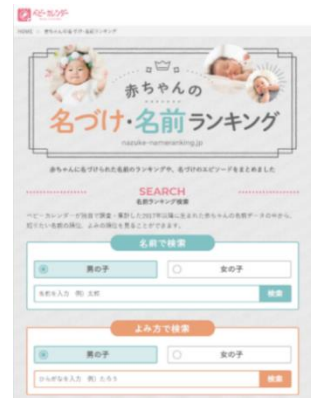 ベビーカレンダー
HOME > 赤ちゃんの名づけ・名前ランキング
赤ちゃんの
名づけ・名前ランキング
nazuke-nameranking.jp
赤ちゃんに名づけられた名前のランキングや、名づけのエピソードをまとめました
SEARCH
名前ランキング検索
ベビーカレンダーが独自で調査・集計した2017年以降に生まれた赤ちゃんの名前データの中から、
知りたい名前の順位、よみの順位を見ることができます。
名前で検索
男の子 女の子
名前を入力 例）太郎 検索
よみ方で検索
男の子 女の子
ひらがなを入力 例）たろう 検索